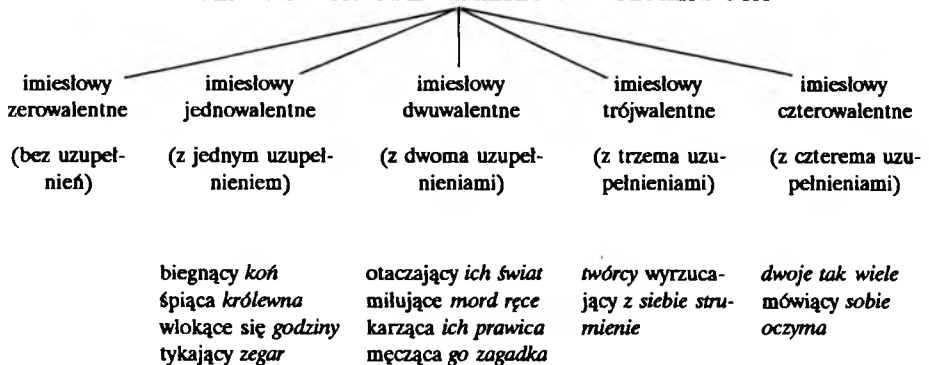 imiesłowy zerowalentne
(bez uzupeł-
nień)
imiesłowy jednowalentne
(z jednym uzupeł-
nieniem)
biegnący koń
śpiąca królewna
wlokące się godziny
tykający zegar
imiesłowy dwuwalentne
(z dwoma uzupeł-
nieniami)
otaczający ich świat
miłujące mord ręce
karząca ich prawica
męcząca go zagadka
imiesłowy trójwalentne
(z trzema uzu-
pełnieniami)
twórcy wyrzuca-
jący z siebie stru-
mienie
imiesłowy czterowalentne
(z czterema uzu-
pełnieniami)
dwoje tak wiele
mówiący sobie
oczyma